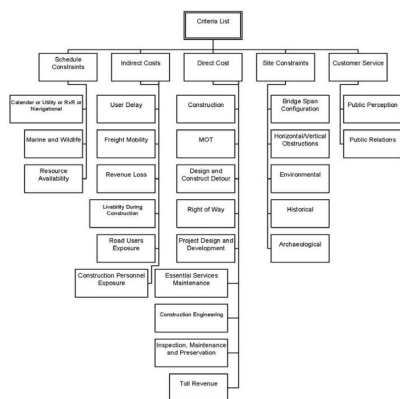 Criteria List
Schedule
Constraints
Indirect Costs
Direct Cost
Site Constraints
Customer Service
Calendar or Utility or RxR or
Navigational
Marine and Wildlife
Resource
Availability
User Delay
Freight Mobility
Revenue Loss
Livability During
Construction
Road Users
Exposure
Construction Personnel
Exposure
Construction
MOT
Design and
Construct Detour
Right of Way
Project Design and
Development
Essential Services
Maintenance
Construction Engineering
Inspection, Maintenance
and Preservation
Toll Revenue
Bridge Span
Configuration
Horizontal/Vertical
Obstructions
Environmental
Historical
Archaeological
Public Perception
Public Relations